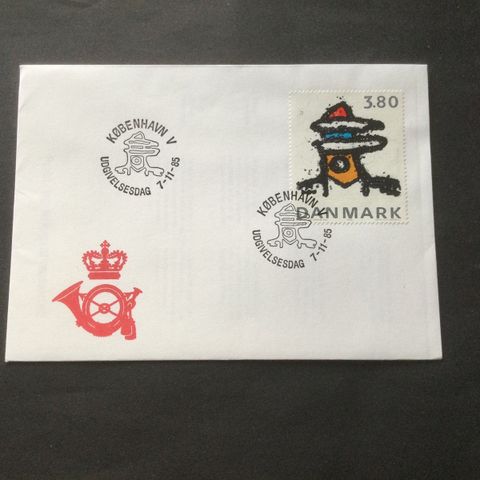 KØBENHAVN V
UDGIVELSESDAG 7-11-85
3.80
DANMARK
KØBENHAVN V
UDGIVELSESDAG 7-11-85